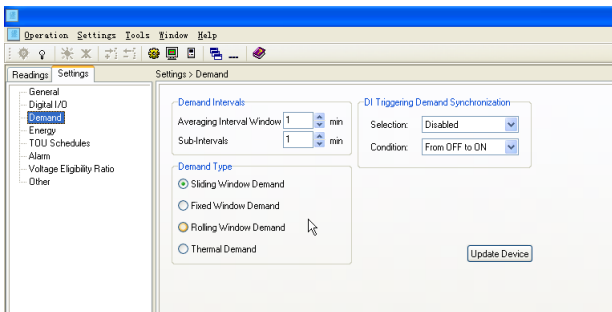 Operation Settings Tools Window Help
Readings Settings
Settings > Demand
General
Digital I/O
Demand
Energy
TOU Schedules
Alarm
Voltage Eligibility Ratio
Other
Demand Intervals
Averaging Interval Window 1 min
Sub-Intervals 1 min
Demand Type
Sliding Window Demand
Fixed Window Demand
Rolling Window Demand
Thermal Demand
DI Triggering Demand Synchronization
Selection: Disabled
Condition: From OFF to ON
Update Device